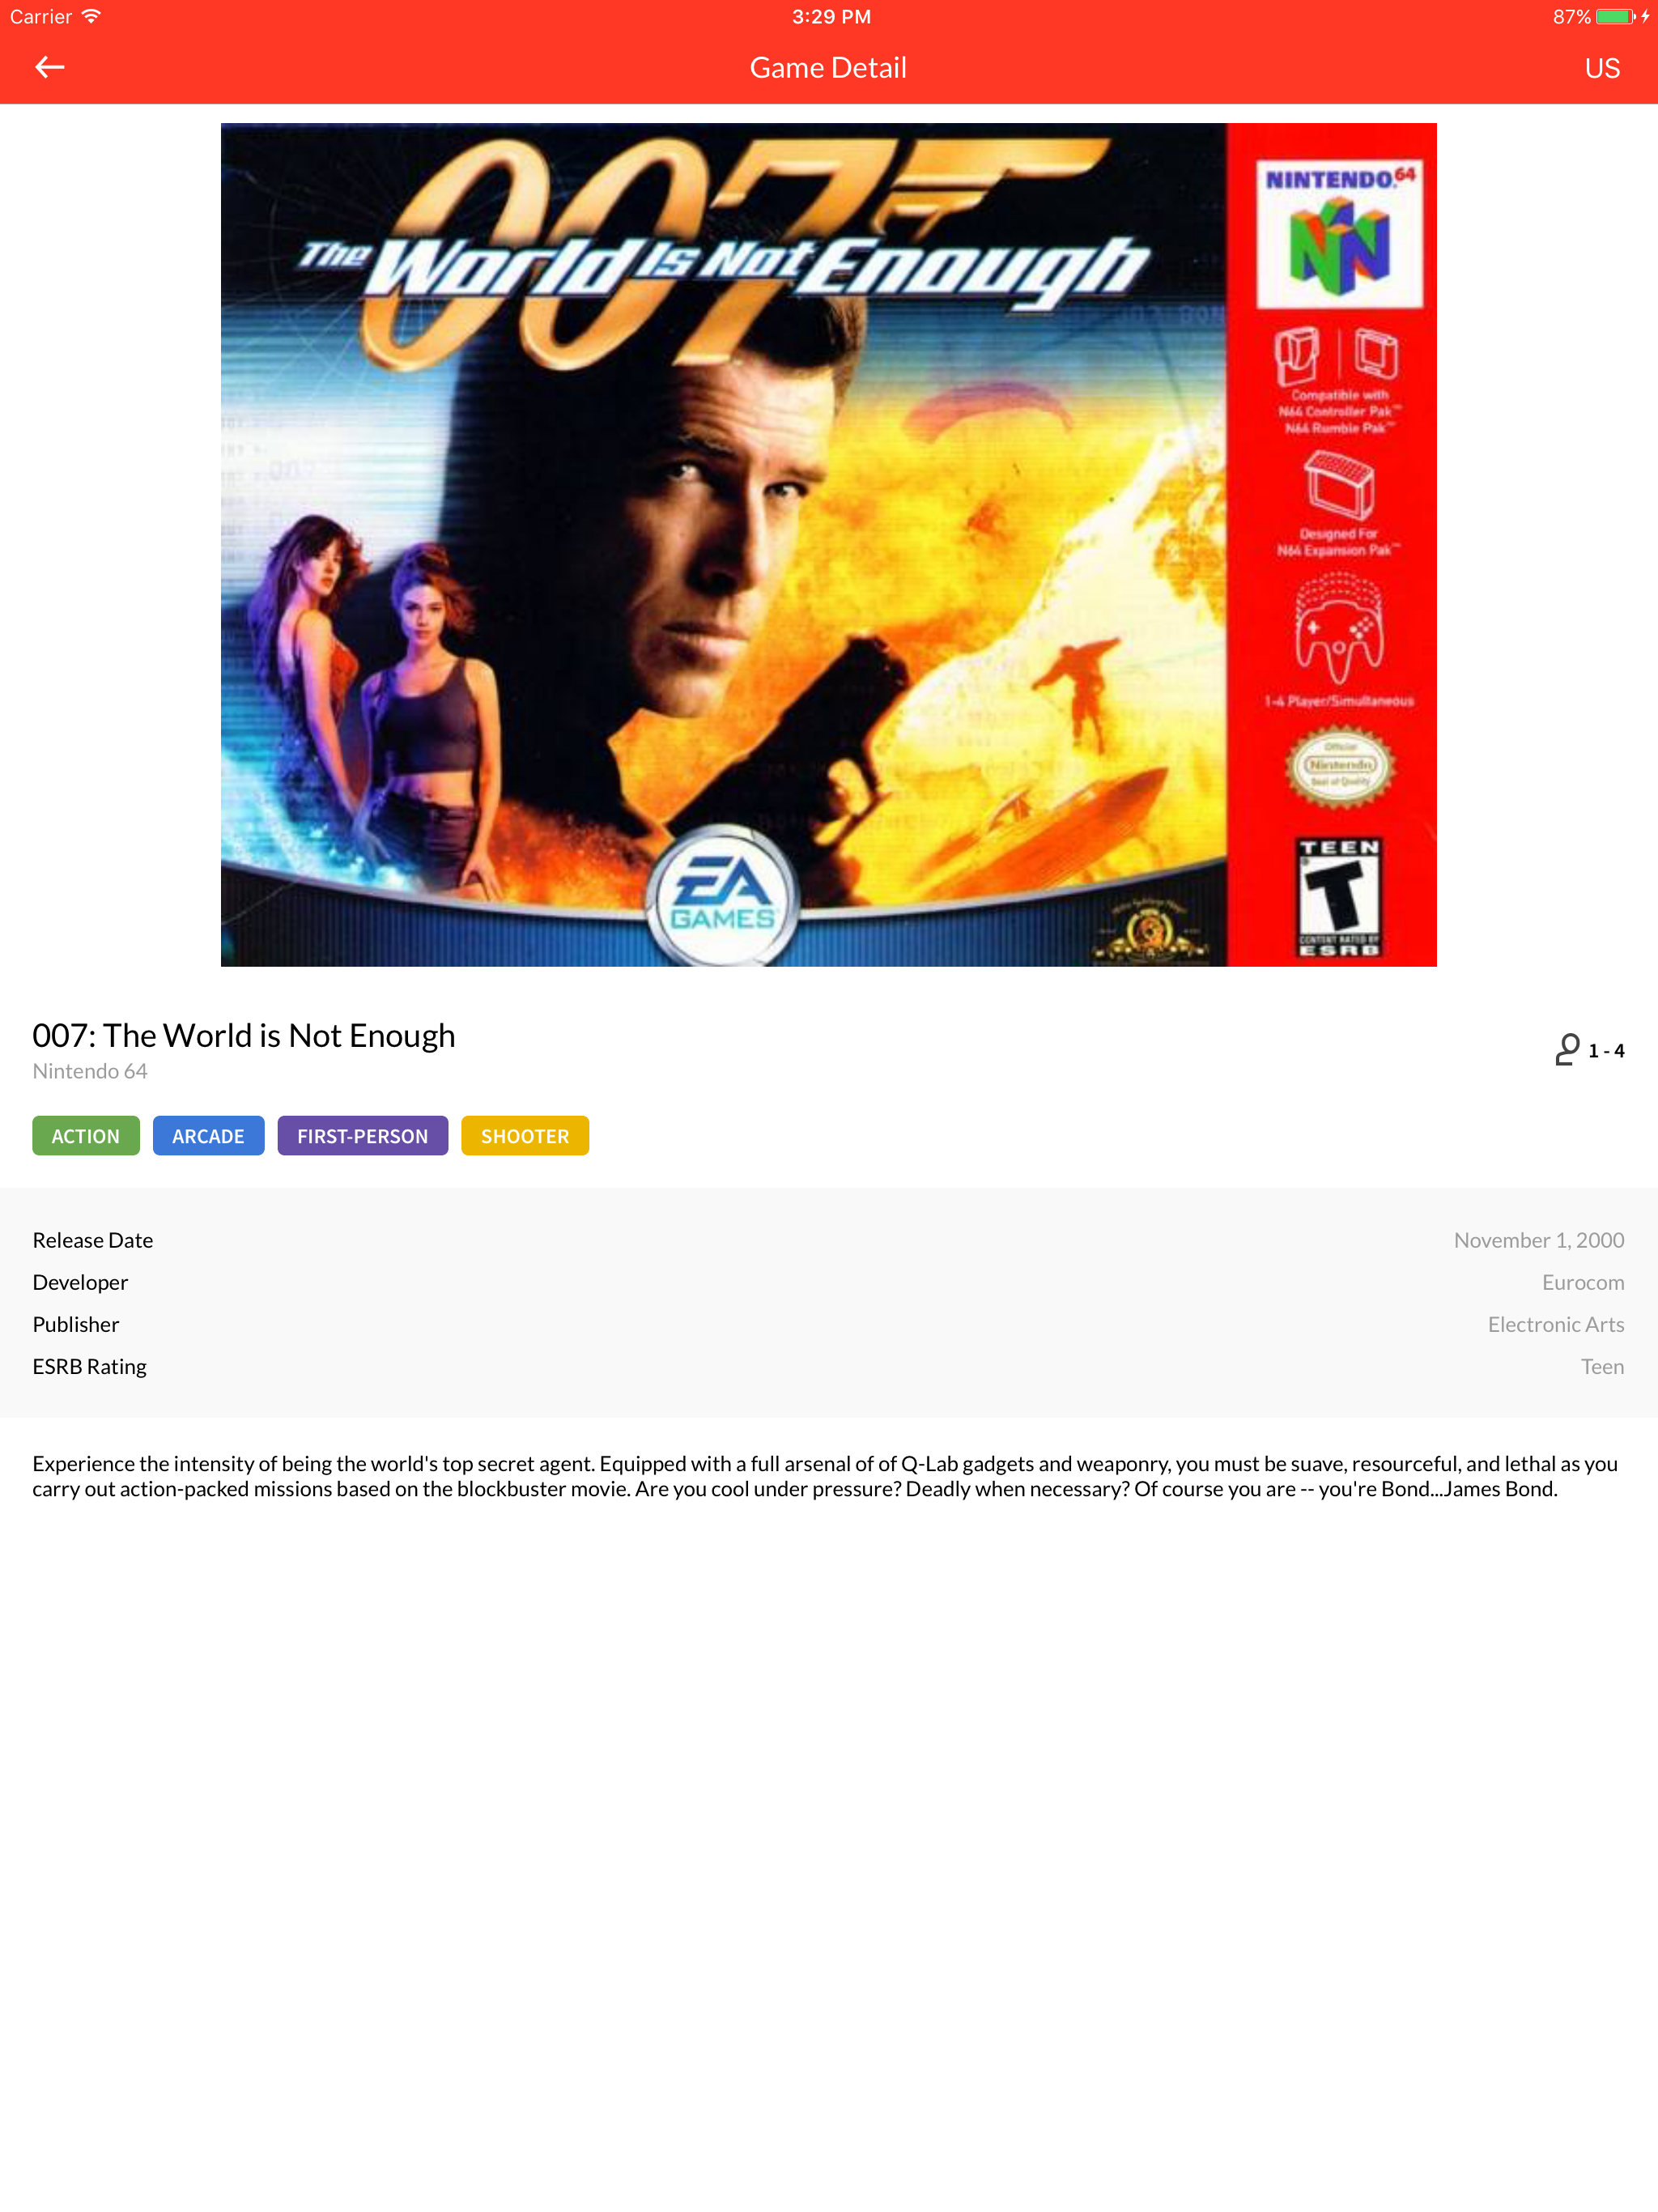 Carrier
3:29 PM
87%
Game Detail
US
007
The World is Not Enough
NINTENDO.64
Compatible with
N64 Controller Pak™
N64 Rumble Pak™
Designed For
N64 Expansion Pak™
1-4 Player/Simultaneous
Official
Nintendo
Seal of Quality
EA
GAMES
TEEN
T
CONTENT RATED BY
ESRB
007: The World is Not Enough
Nintendo 64
1 - 4
ACTION
ARCADE
FIRST-PERSON
SHOOTER
Release Date
November 1, 2000
Developer
Eurocom
Publisher
Electronic Arts
ESRB Rating
Teen
Experience the intensity of being the world's top secret agent. Equipped with a full arsenal of of Q-Lab gadgets and weaponry, you must be suave, resourceful, and lethal as you
carry out action-packed missions based on the blockbuster movie. Are you cool under pressure? Deadly when necessary? Of course you are -- you're Bond...James Bond.